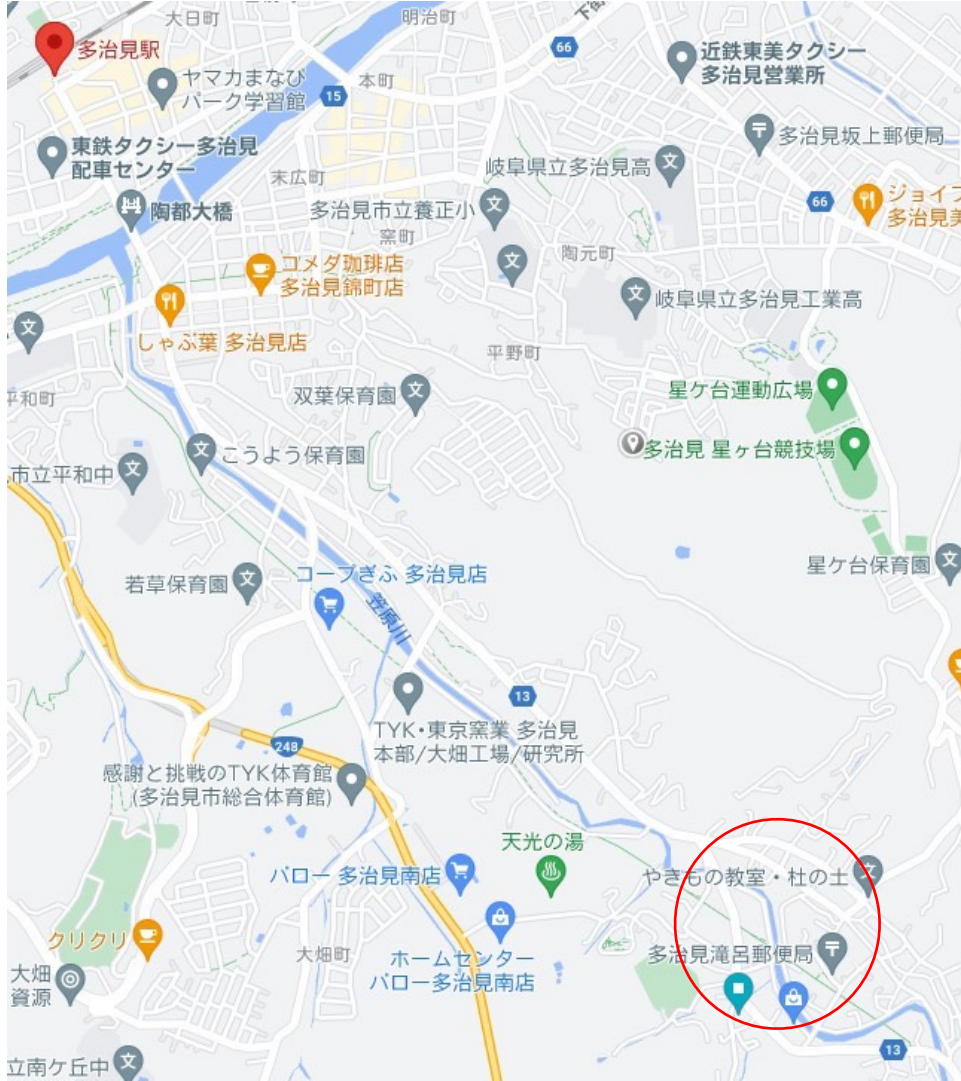 大日町
明治町
下街
66
多治見駅
近鉄東美タクシー
多治見営業所
ヤマカまなび
パーク学習館
本町
15
東鉄タクシー多治見
配車センター
多治見坂上郵便局
岐阜県立多治見高
末広町
陶都大橋
多治見市立養正小
窯町
66
ジョイフ
多治見美
陶元町
コメダ珈琲店
多治見錦町店
岐阜県立多治見工業高
しゃぶ葉 多治見店
平野町
平和町
双葉保育園
星ケ台運動広場
こうよう保育園
多治見 星ヶ台競技場
市立平和中
若草保育園
コープぎふ 多治見店
笠原川
星ケ台保育園
13
TYK・東京窯業 多治見
本部/大畑工場/研究所
248
感謝と挑戦のTYK体育館
(多治見市総合体育館)
天光の湯
バロー 多治見南店
やきもの教室・杜の土
クリクリ
大畑町
ホームセンター
バロー多治見南店
多治見滝呂郵便局
大畑
資源
13
立南ケ丘中